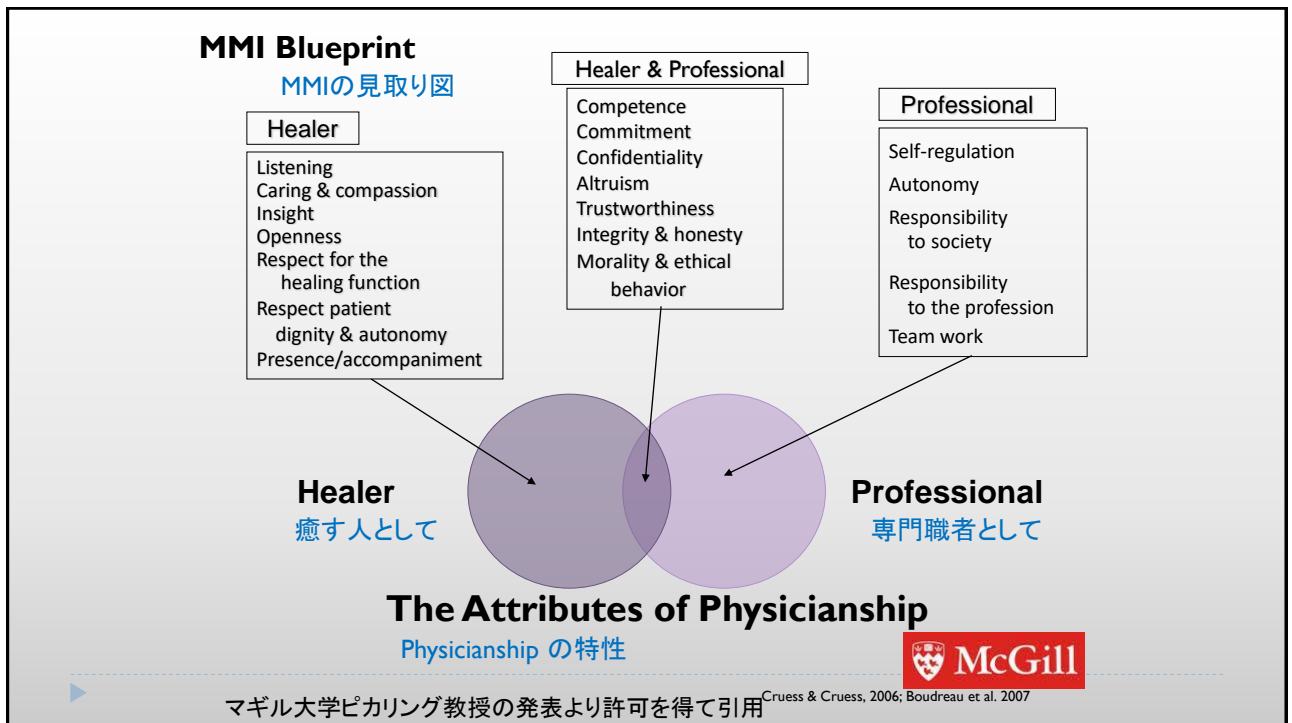 MMI Blueprint
MMIの見取り図
Healer
Listening
Caring & compassion
Insight
Openness
Respect for the
healing function
Respect patient
dignity & autonomy
Presence/accompaniment
Healer & Professional
Competence
Commitment
Confidentiality
Altruism
Trustworthiness
Integrity & honesty
Morality & ethical
behavior
Professional
Self-regulation
Autonomy
Responsibility
to society
Responsibility
to the profession
Team work
Healer
癒す人として
Professional
専門職者として
The Attributes of Physicianship
Physicianship の特性
McGill
マギル大学ピカリング教授の発表より許可を得て引用
Cruess & Cruess, 2006; Boudreau et al. 2007